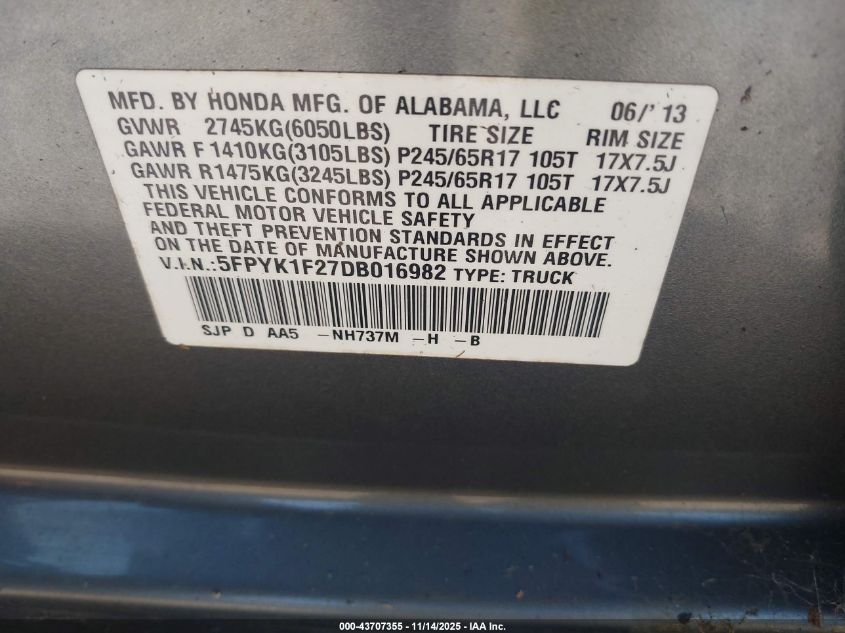 MFD. BY HONDA MFG. OF ALABAMA, LLC 06/' 13
GVWR 2745KG(6050LBS) TIRE SIZE RIM SIZE
GAWR F 1410KG(3105LBS) P245/65R17 105T 17X7.5J
GAWR R1475KG(3245LBS) P245/65R17 105T 17X7.5J
THIS VEHICLE CONFORMS TO ALL APPLICABLE
FEDERAL MOTOR VEHICLE SAFETY
AND THEFT PREVENTION STANDARDS IN EFFECT
ON THE DATE OF MANUFACTURE SHOWN ABOVE.
V.I.N.:5FPYK1F27DB016982 TYPE: TRUCK
SJP D AA5 -NH737M -H -B
000-43707355 - 11/14/2025 - IAA Inc.